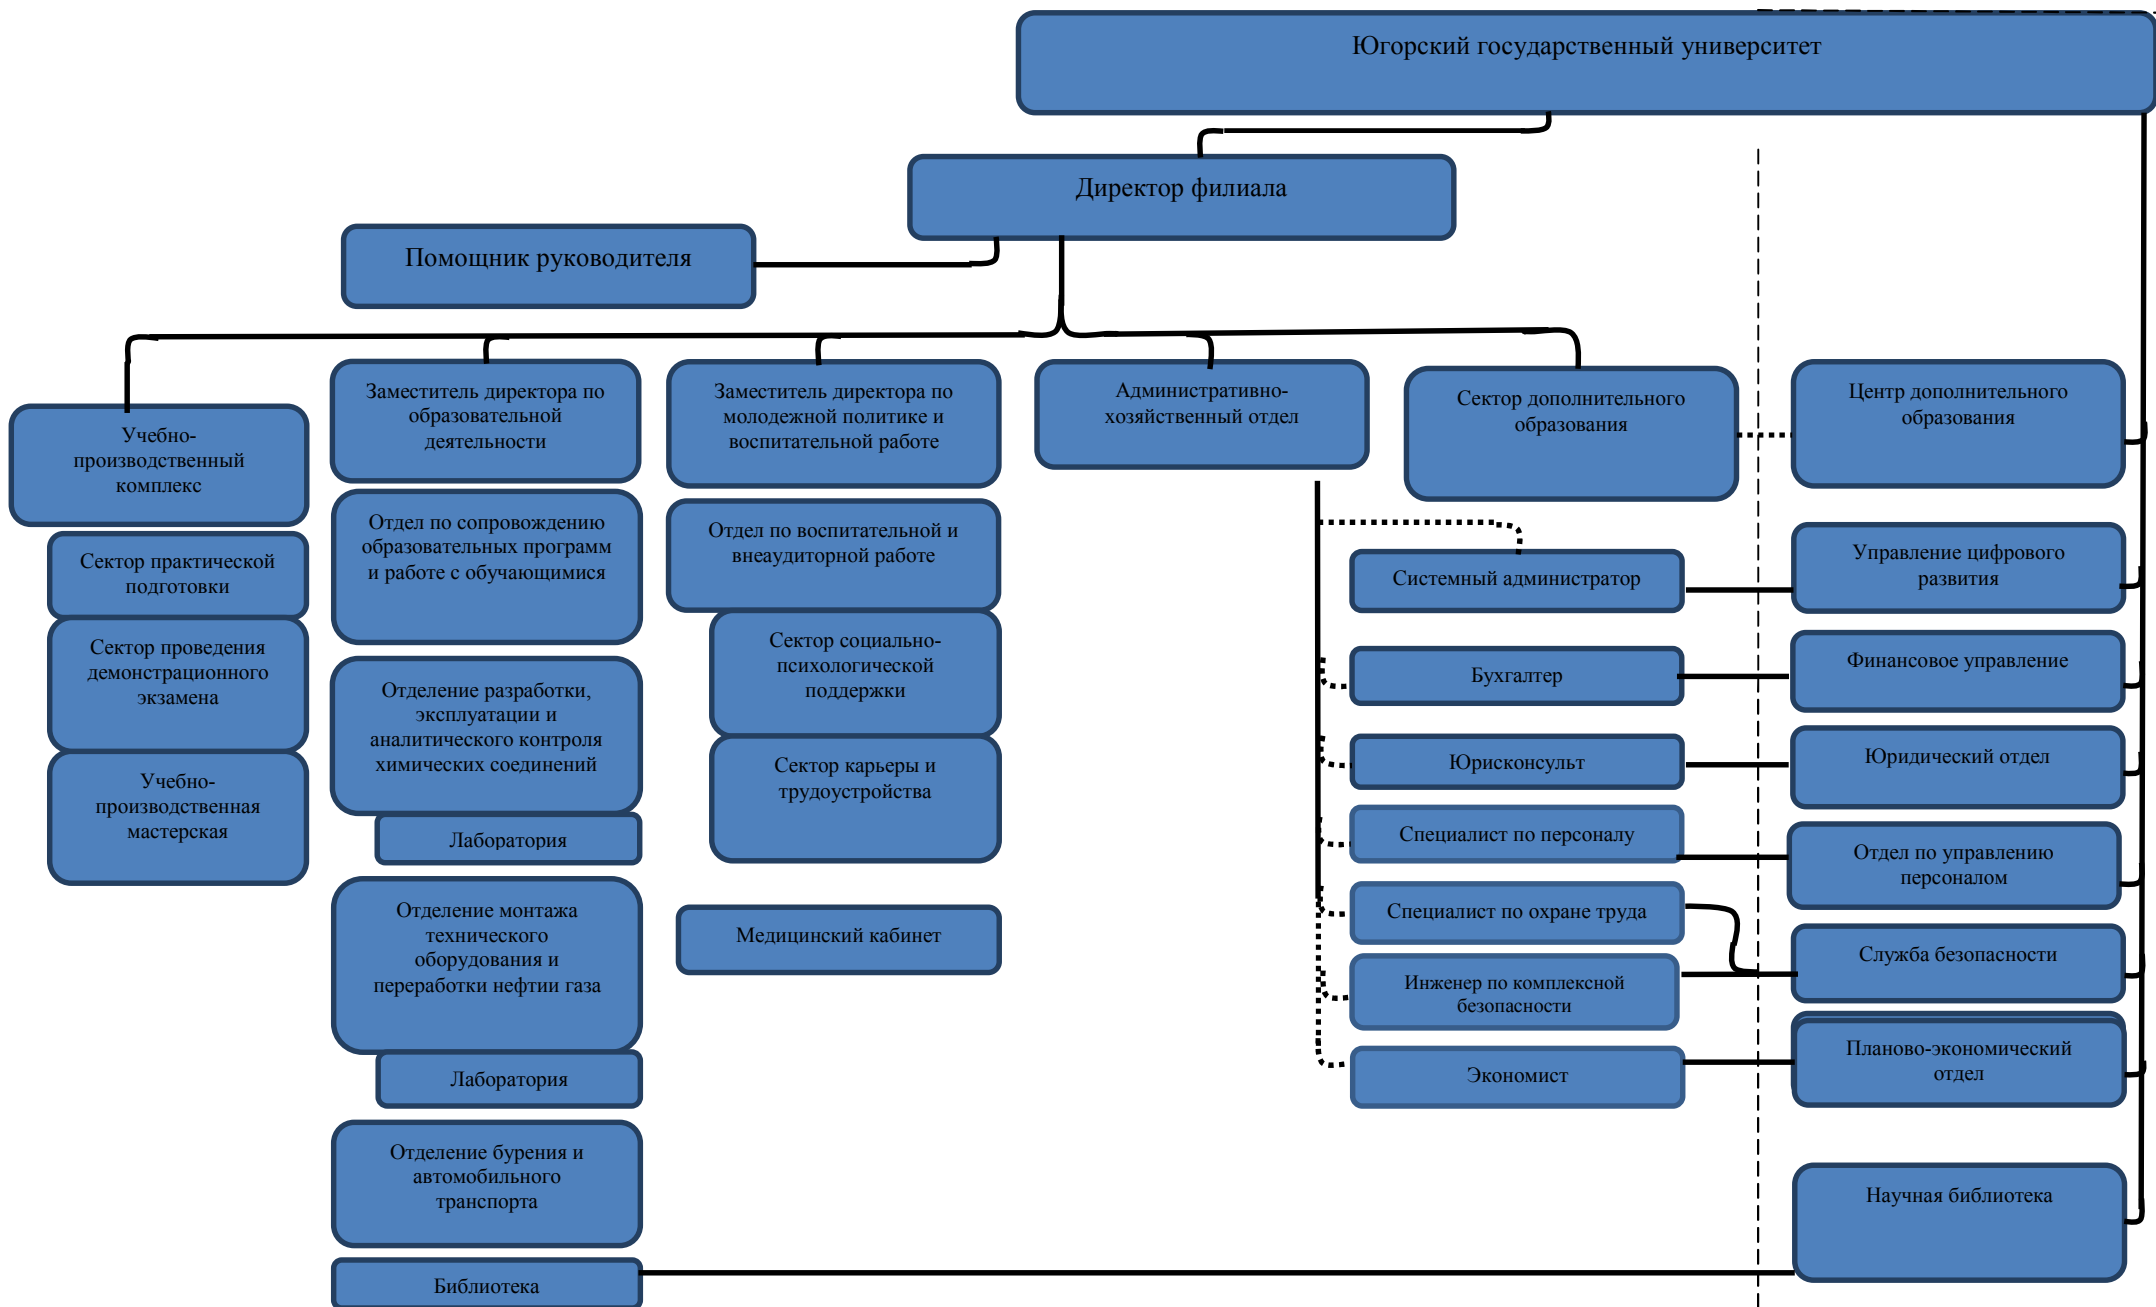 Югорский государственный университет
Директор филиала
Помощник руководителя
Учебно-
производственный
комплекс
Сектор практической
подготовки
Сектор проведения
демонстрационного
экзамена
Учебно-
производственная
мастерская
Заместитель директора по
образовательной
деятельности
Отдел по сопровождению
образовательных программ
и работе с обучающимися
Отделение разработки,
эксплуатации и
аналитического контроля
химических соединений
Лаборатория
Отделение монтажа
технического
оборудования и
переработки нефтии газа
Лаборатория
Отделение бурения и
автомобильного
транспорта
Библиотека
Заместитель директора по
молодежной политике и
воспитательной работе
Отдел по воспитательной и
внеаудиторной работе
Сектор социально-
психологической
поддержки
Сектор карьеры и
трудоустройства
Медицинский кабинет
Административно-
хозяйственный отдел
Системный администратор
Бухгалтер
Юрисконсульт
Специалист по персоналу
Специалист по охране труда
Инженер по комплексной
безопасности
Экономист
Сектор дополнительного
образования
Центр дополнительного
образования
Управление цифрового
развития
Финансовое управление
Юридический отдел
Отдел по управлению
персоналом
Служба безопасности
Планово-экономический
отдел
Научная библиотека